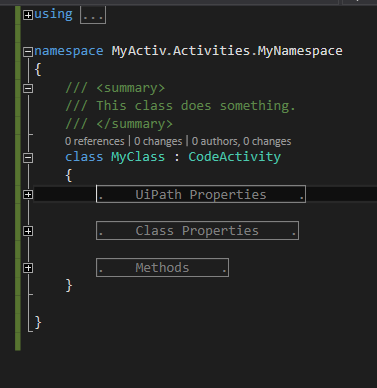 using ...
namespace MyActiv.Activities.MyNamespace
{
/// <summary>
/// This class does something.
/// </summary>
0 references | 0 changes | 0 authors, 0 changes
class MyClass : CodeActivity
{
. UiPath Properties .
. Class Properties .
. Methods .
}
}